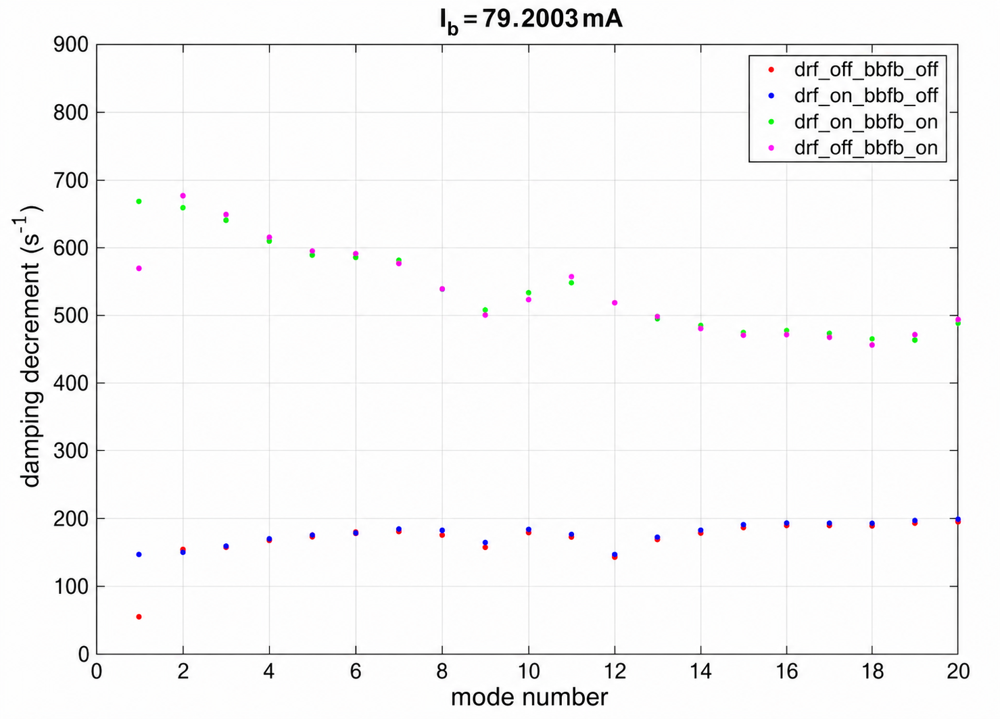 I_b = 79.2003 mA
900
800
700
600
500
400
300
200
100
0
damping decrement (s^-1)
drf_off_bbfb_off
drf_on_bbfb_off
drf_on_bbfb_on
drf_off_bbfb_on
0 2 4 6 8 10 12 14 16 18 20
mode number